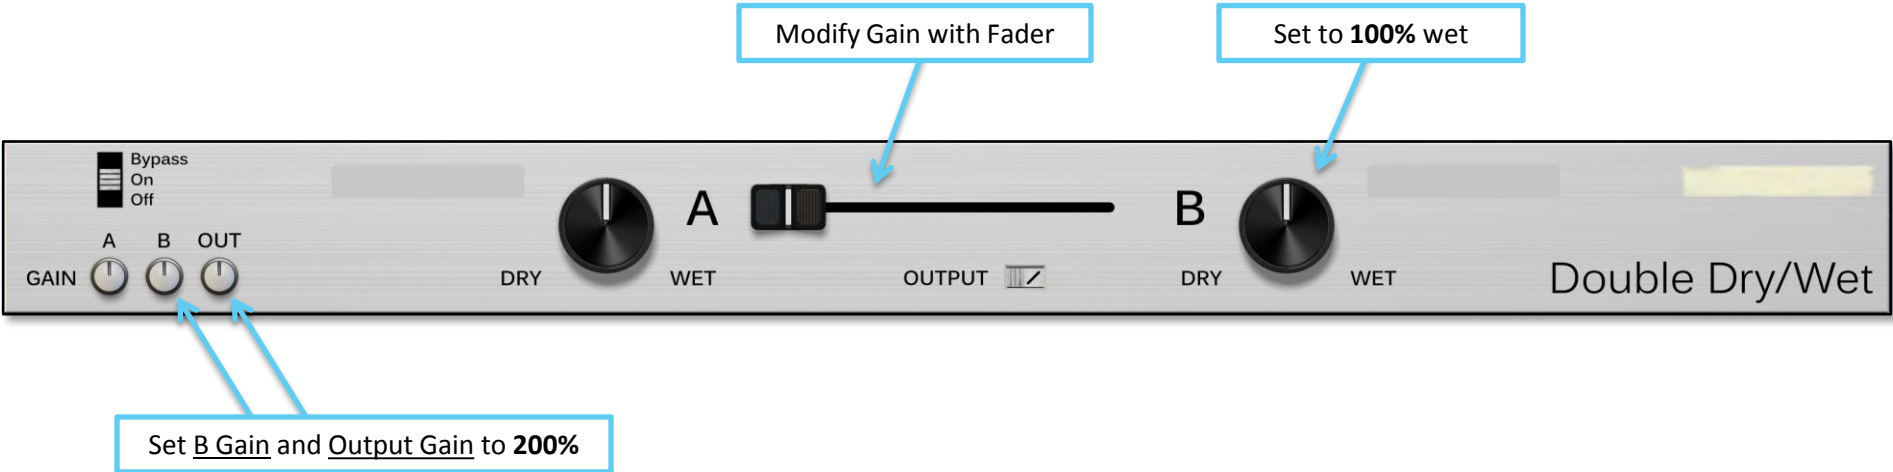 Modify Gain with Fader
Set to 100% wet
Bypass
On
Off
A B OUT
GAIN
DRY WET
A
OUTPUT
B
DRY WET
Double Dry/Wet
Set B Gain and Output Gain to 200%